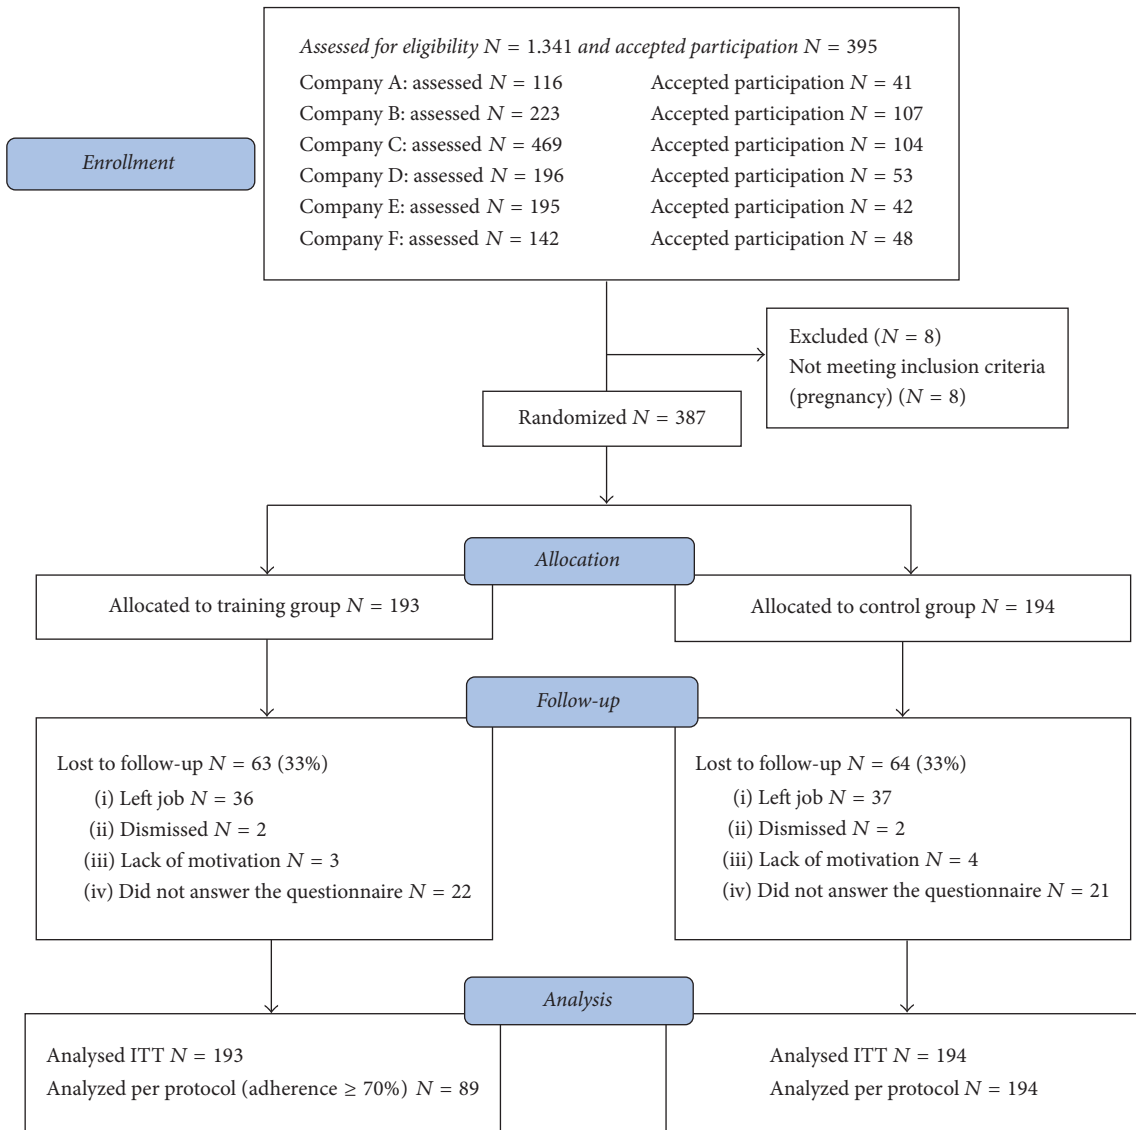 Assessed for eligibility N = 1.341 and accepted participation N = 395
Company A: assessed N = 116 Accepted participation N = 41
Company B: assessed N = 223 Accepted participation N = 107
Company C: assessed N = 469 Accepted participation N = 104
Company D: assessed N = 196 Accepted participation N = 53
Company E: assessed N = 195 Accepted participation N = 42
Company F: assessed N = 142 Accepted participation N = 48
Enrollment
Excluded (N = 8)
Not meeting inclusion criteria
(pregnancy) (N = 8)
Randomized N = 387
Allocation
Allocated to training group N = 193
Allocated to control group N = 194
Follow-up
Lost to follow-up N = 63 (33%)
(i) Left job N = 36
(ii) Dismissed N = 2
(iii) Lack of motivation N = 3
(iv) Did not answer the questionnaire N = 22
Lost to follow-up N = 64 (33%)
(i) Left job N = 37
(ii) Dismissed N = 2
(iii) Lack of motivation N = 4
(iv) Did not answer the questionnaire N = 21
Analysis
Analysed ITT N = 193
Analyzed per protocol (adherence ≥ 70%) N = 89
Analysed ITT N = 194
Analyzed per protocol N = 194